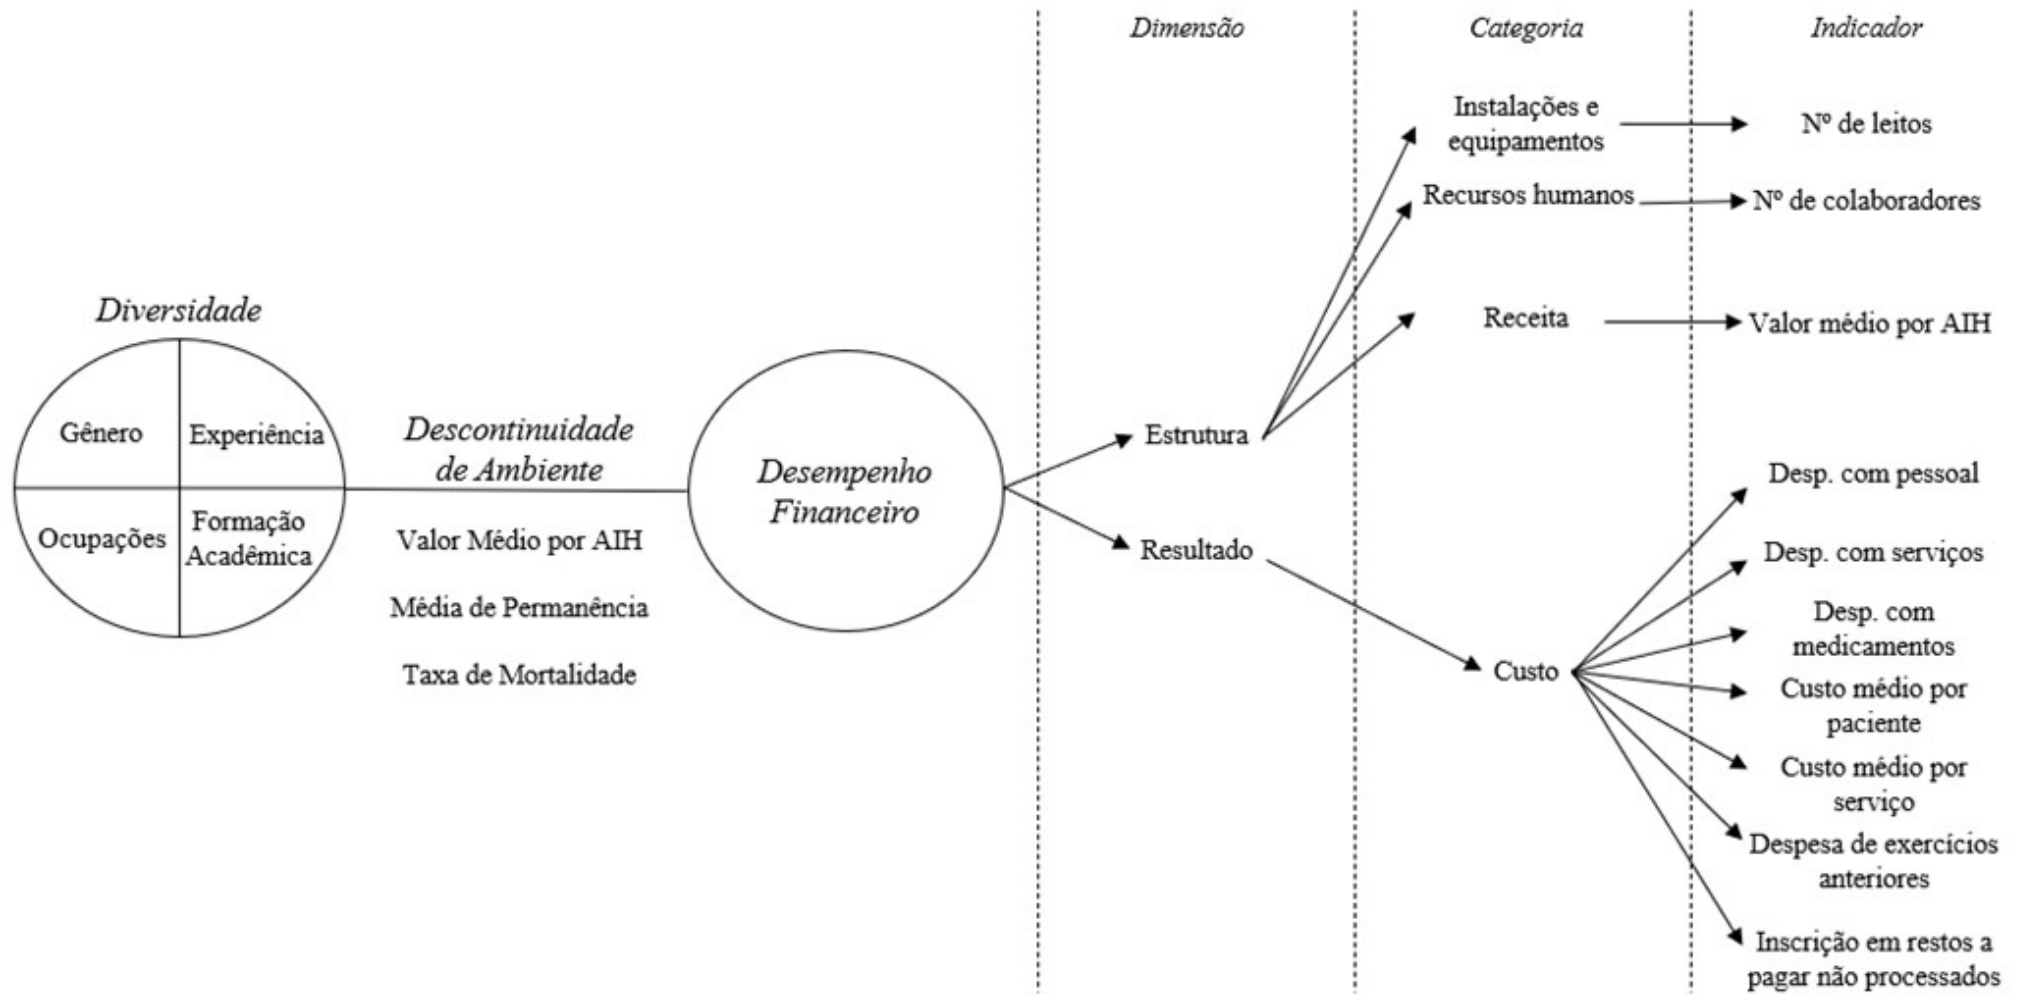 Dimensão
Categoria
Indicador
Instalações e
equipamentos
Nº de leitos
Recursos humanos
Nº de colaboradores
Receita
Valor médio por AIH
Diversidade
Gênero
Experiência
Ocupações
Formação
Acadêmica
Descontinuidade
de Ambiente
Valor Médio por AIH
Média de Permanência
Taxa de Mortalidade
Desempenho
Financeiro
Estrutura
Resultado
Custo
Desp. com pessoal
Desp. com serviços
Desp. com
medicamentos
Custo médio por
paciente
Custo médio por
serviço
Despesa de exercícios
anteriores
Inscrição em restos a
pagar não processados